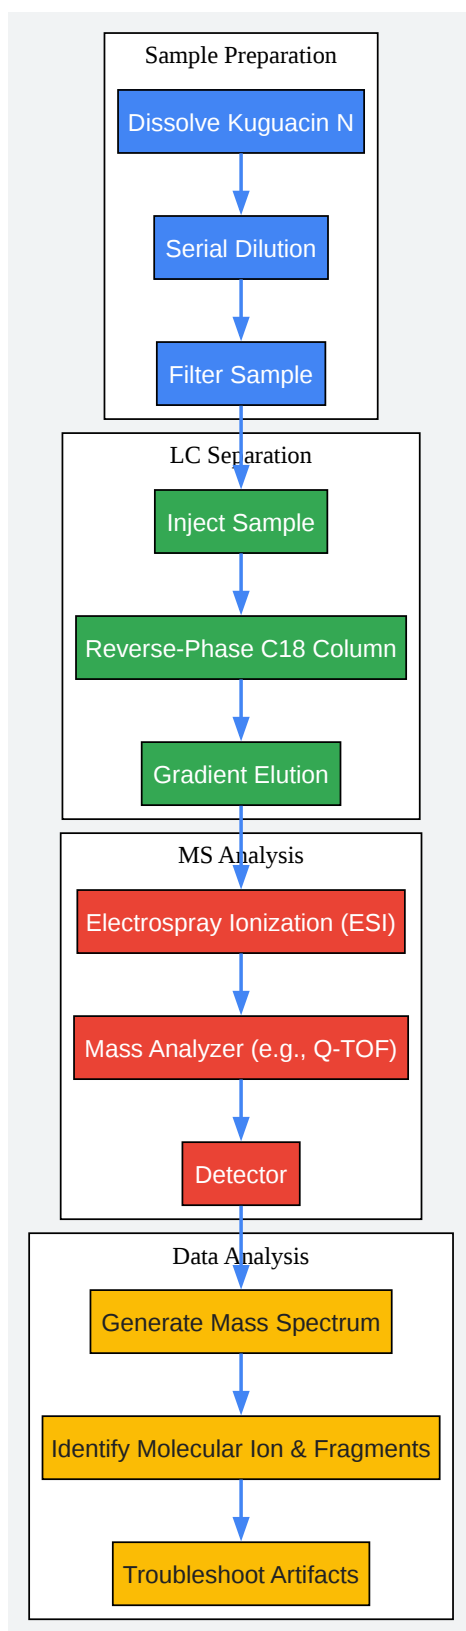 Sample Preparation
Dissolve Kuguacin N
Serial Dilution
Filter Sample
LC Separation
Inject Sample
Reverse-Phase C18 Column
Gradient Elution
MS Analysis
Electrospray Ionization (ESI)
Mass Analyzer (e.g., Q-TOF)
Detector
Data Analysis
Generate Mass Spectrum
Identify Molecular Ion & Fragments
Troubleshoot Artifacts